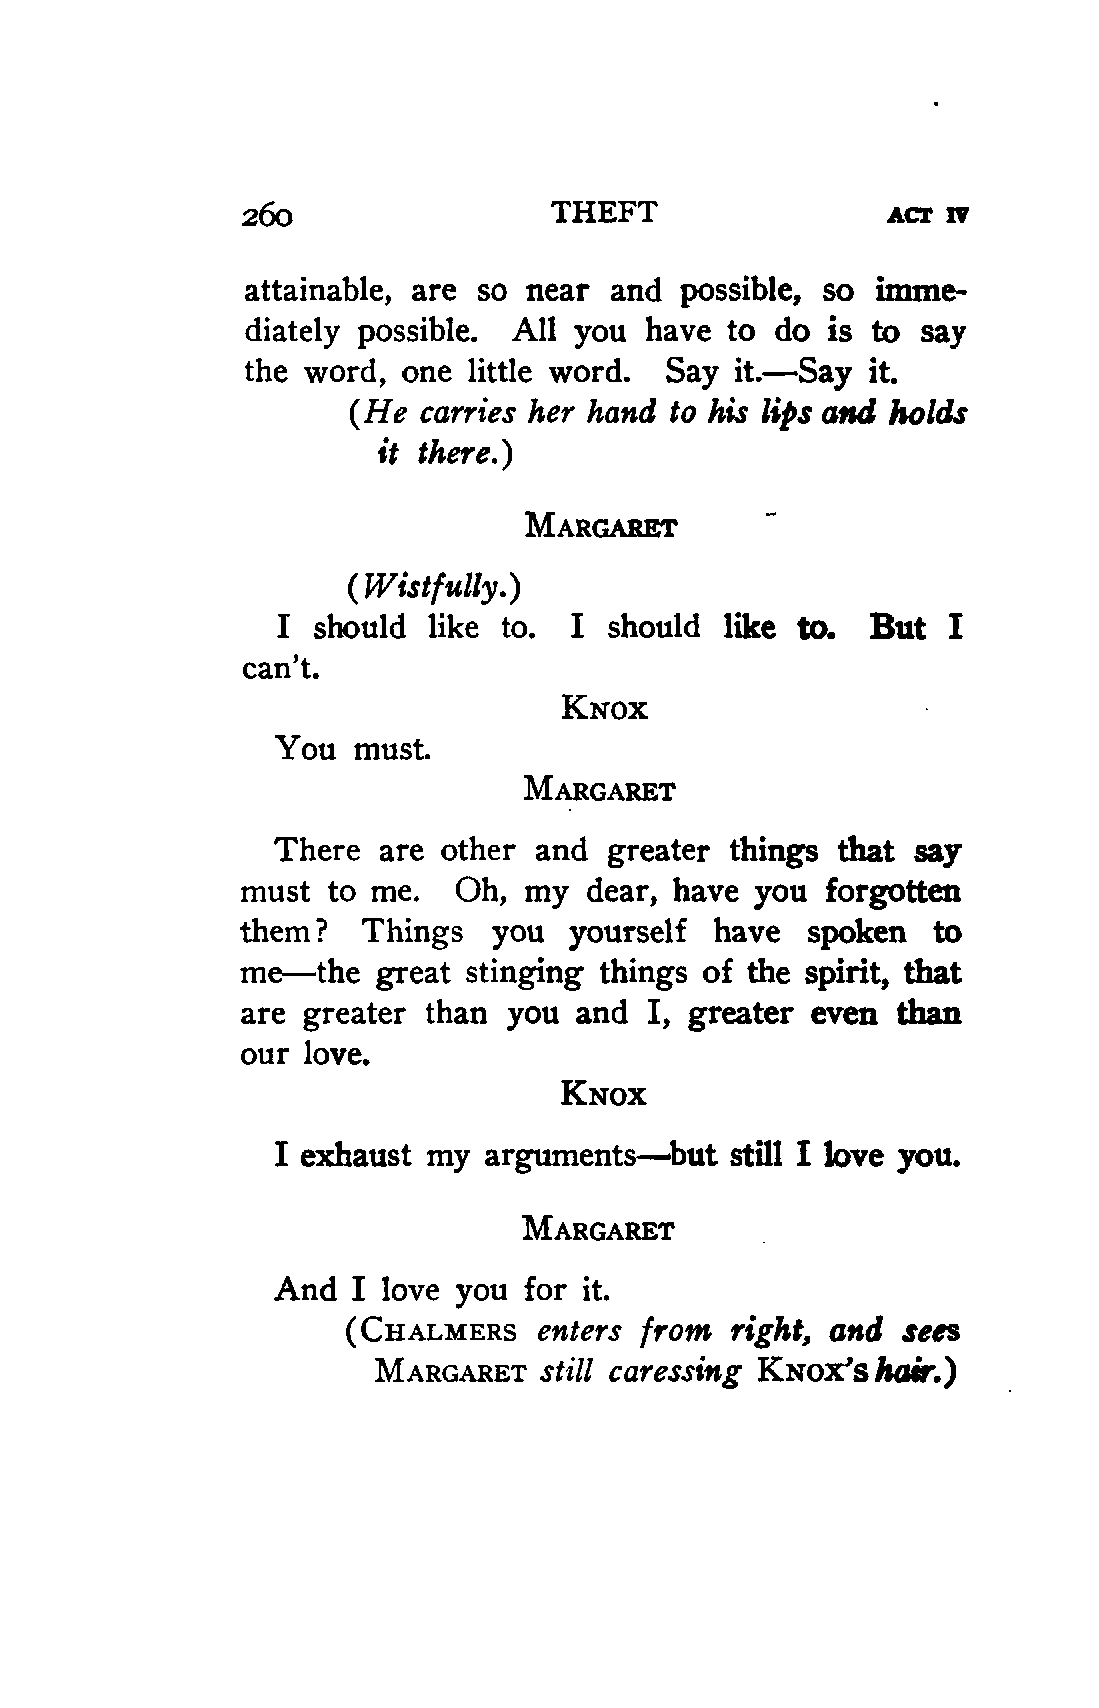 260 THEFT ACT IV
attainable, are so near and possible, so imme-
diately possible. All you have to do is to say
the word, one little word. Say it.—Say it.
(He carries her hand to his lips and holds
it there.)
MARGARET
(Wistfully.)
I should like to. I should like to. But I
can't.
KNOX
You must.
MARGARET
There are other and greater things that say
must to me. Oh, my dear, have you forgotten
them? Things you yourself have spoken to
me—the great stinging things of the spirit, that
are greater than you and I, greater even than
our love.
KNOX
I exhaust my arguments—but still I love you.
MARGARET
And I love you for it.
(CHALMERS enters from right, and sees
MARGARET still caressing KNOX's hair.)